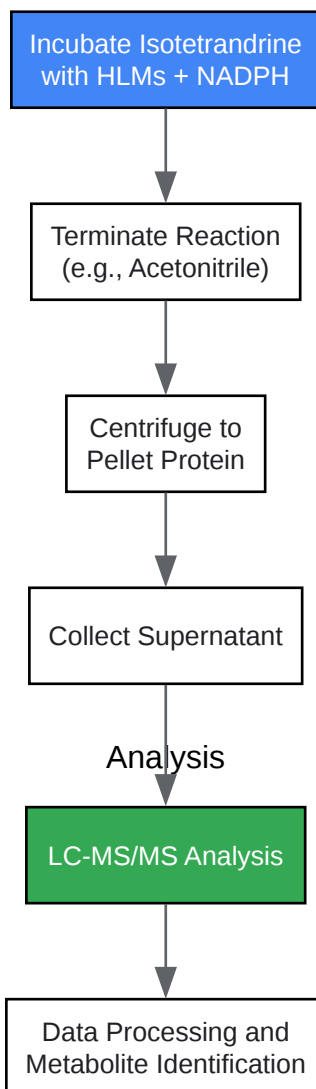 Incubate Isotetrandrine
with HLMs + NADPH
Terminate Reaction
(e.g., Acetonitrile)
Centrifuge to
Pellet Protein
Collect Supernatant
Analysis
LC-MS/MS Analysis
Data Processing and
Metabolite Identification